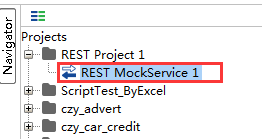 Navigator
Projects
REST Project 1
REST MockService 1
ScriptTest_ByExcel
czy_advert
czy_car_credit